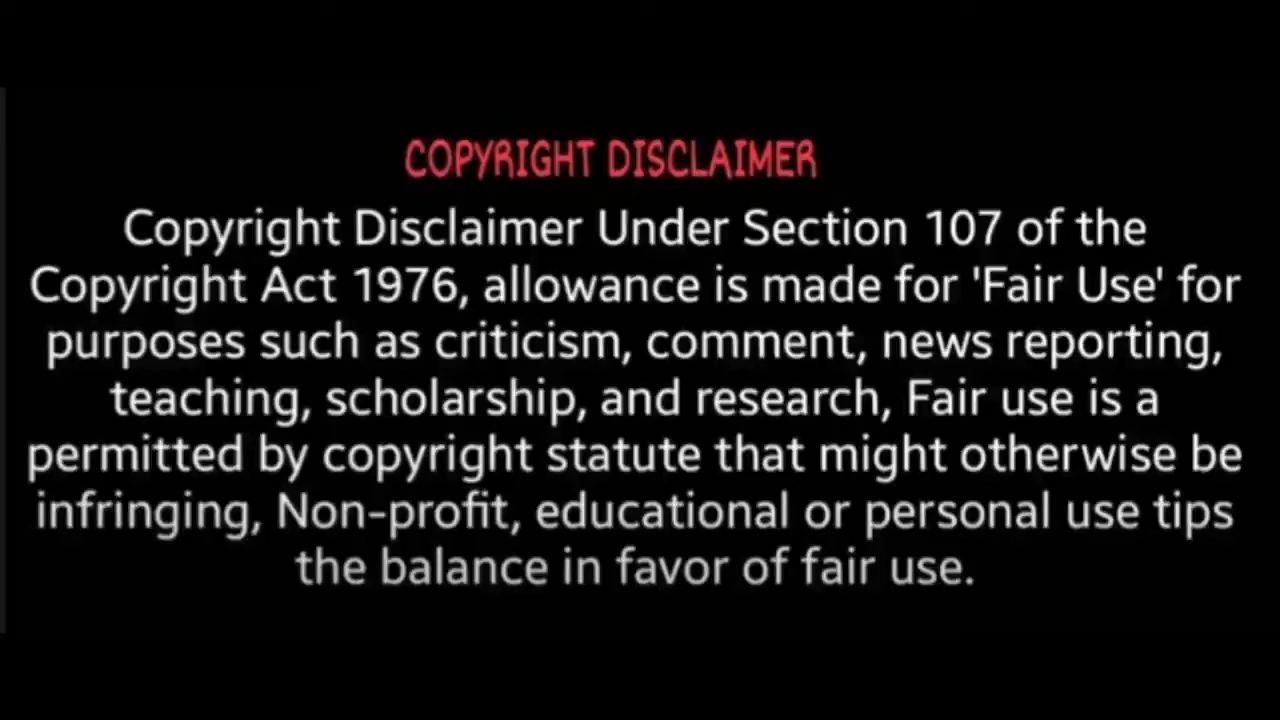 COPYRIGHT DISCLAIMER
Copyright Disclaimer Under Section 107 of the
Copyright Act 1976, allowance is made for 'Fair Use' for
purposes such as criticism, comment, news reporting,
teaching, scholarship, and research, Fair use is a
permitted by copyright statute that might otherwise be
infringing, Non-profit, educational or personal use tips
the balance in favor of fair use.